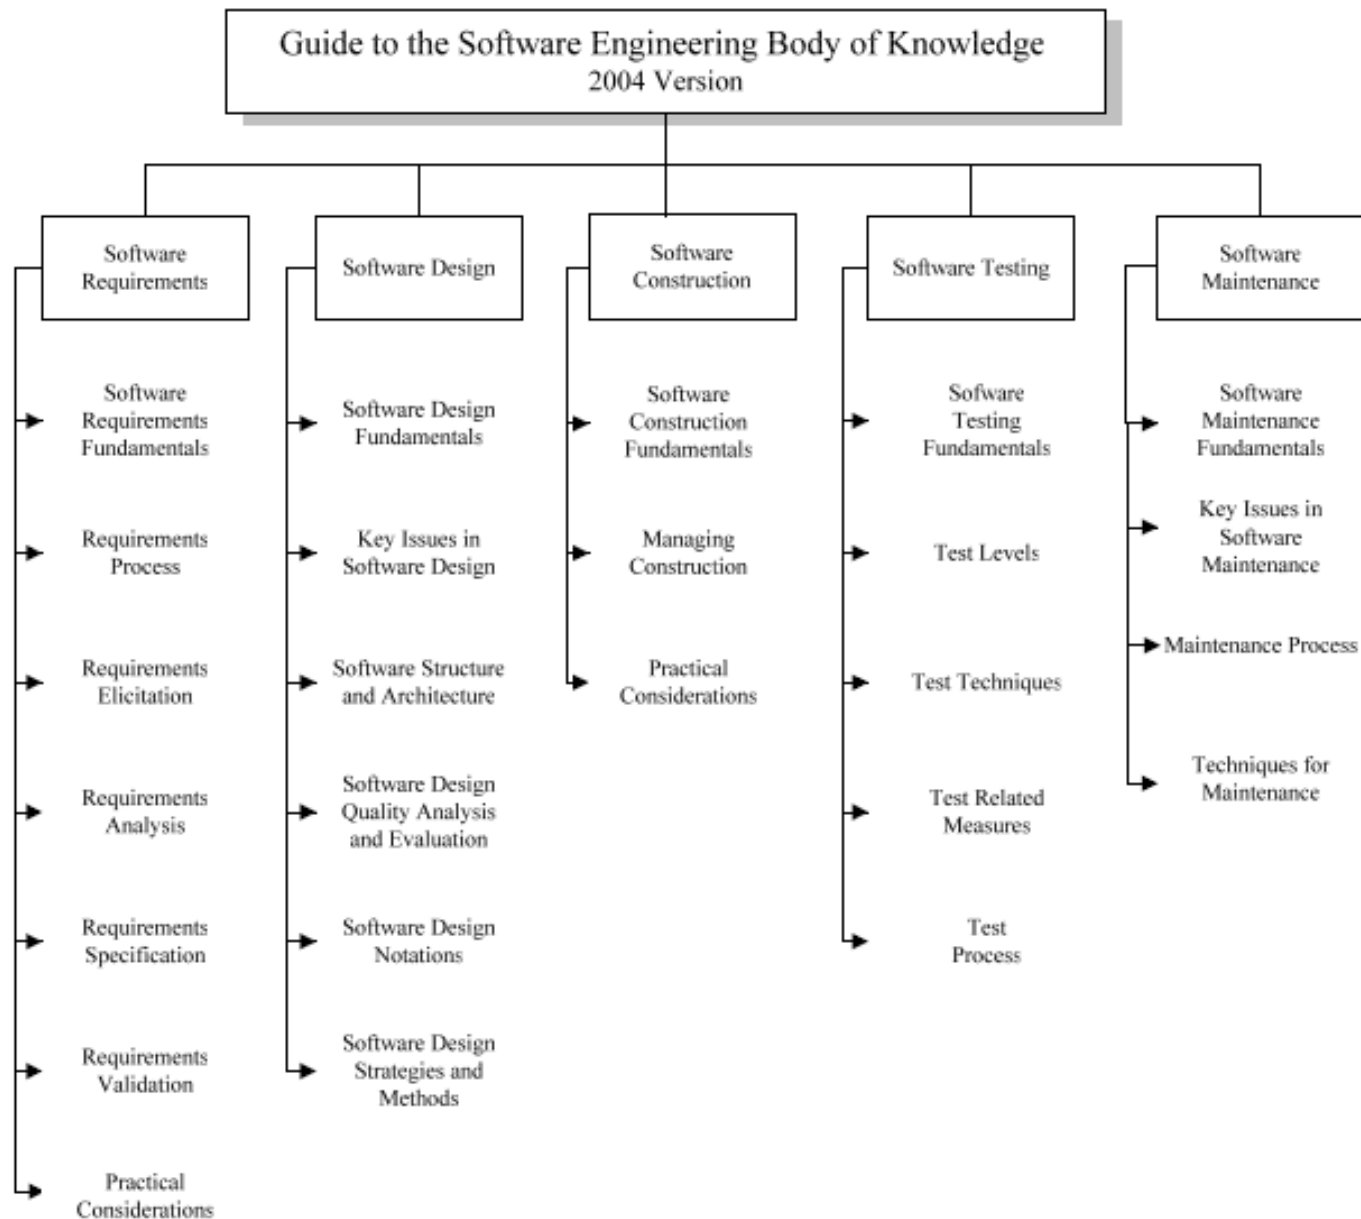 Guide to the Software Engineering Body of Knowledge
2004 Version
Software
Requirements
Software Design
Software
Construction
Software Testing
Software
Maintenance
Software
Requirements
Fundamentals
Requirements
Process
Requirements
Elicitation
Requirements
Analysis
Requirements
Specification
Requirements
Validation
Practical
Considerations
Software Design
Fundamentals
Key Issues in
Software Design
Software Structure
and Architecture
Software Design
Quality Analysis
and Evaluation
Software Design
Notations
Software Design
Strategies and
Methods
Software
Construction
Fundamentals
Managing
Construction
Practical
Considerations
Sofware
Testing
Fundamentals
Test Levels
Test Techniques
Test Related
Measures
Test
Process
Software
Maintenance
Fundamentals
Key Issues in
Software
Maintenance
Maintenance Process
Techniques for
Maintenance